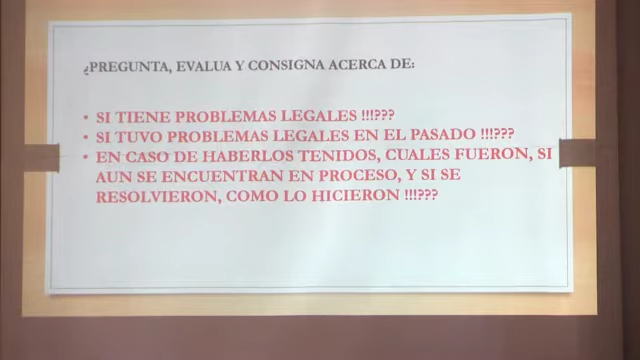 ¿PREGUNTA, EVALUA Y CONSIGNA ACERCA DE:
• SI TIENE PROBLEMAS LEGALES !!!???
• SI TUVO PROBLEMAS LEGALES EN EL PASADO !!!???
• EN CASO DE HABERLOS TENIDOS, CUALES FUERON, SI
AUN SE ENCUENTRAN EN PROCESO, Y SI SE
RESOLVIERON, COMO LO HICIERON !!!???